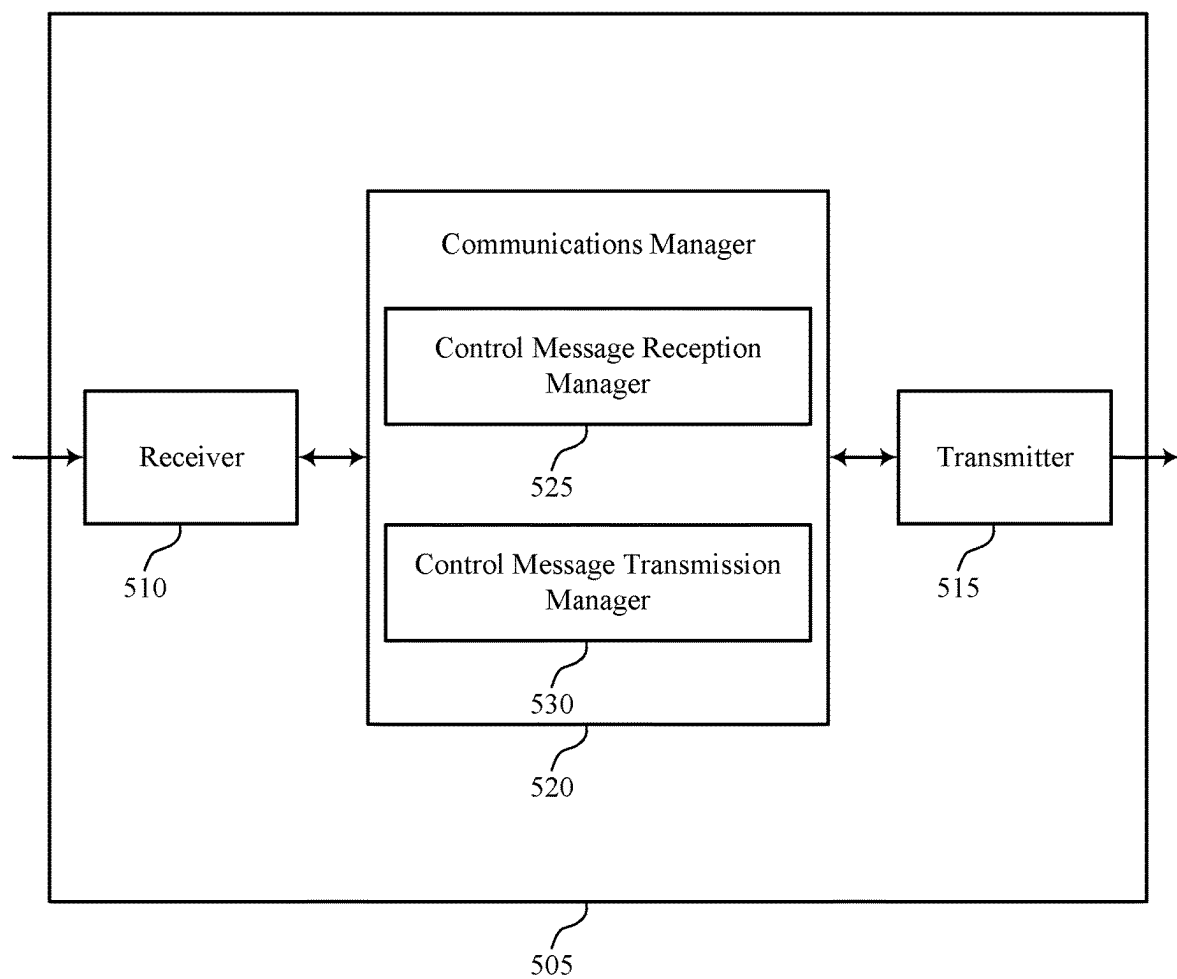 Communications Manager
Control Message Reception
Manager
525
Receiver
510
Transmitter
515
Control Message Transmission
Manager
530
520
505